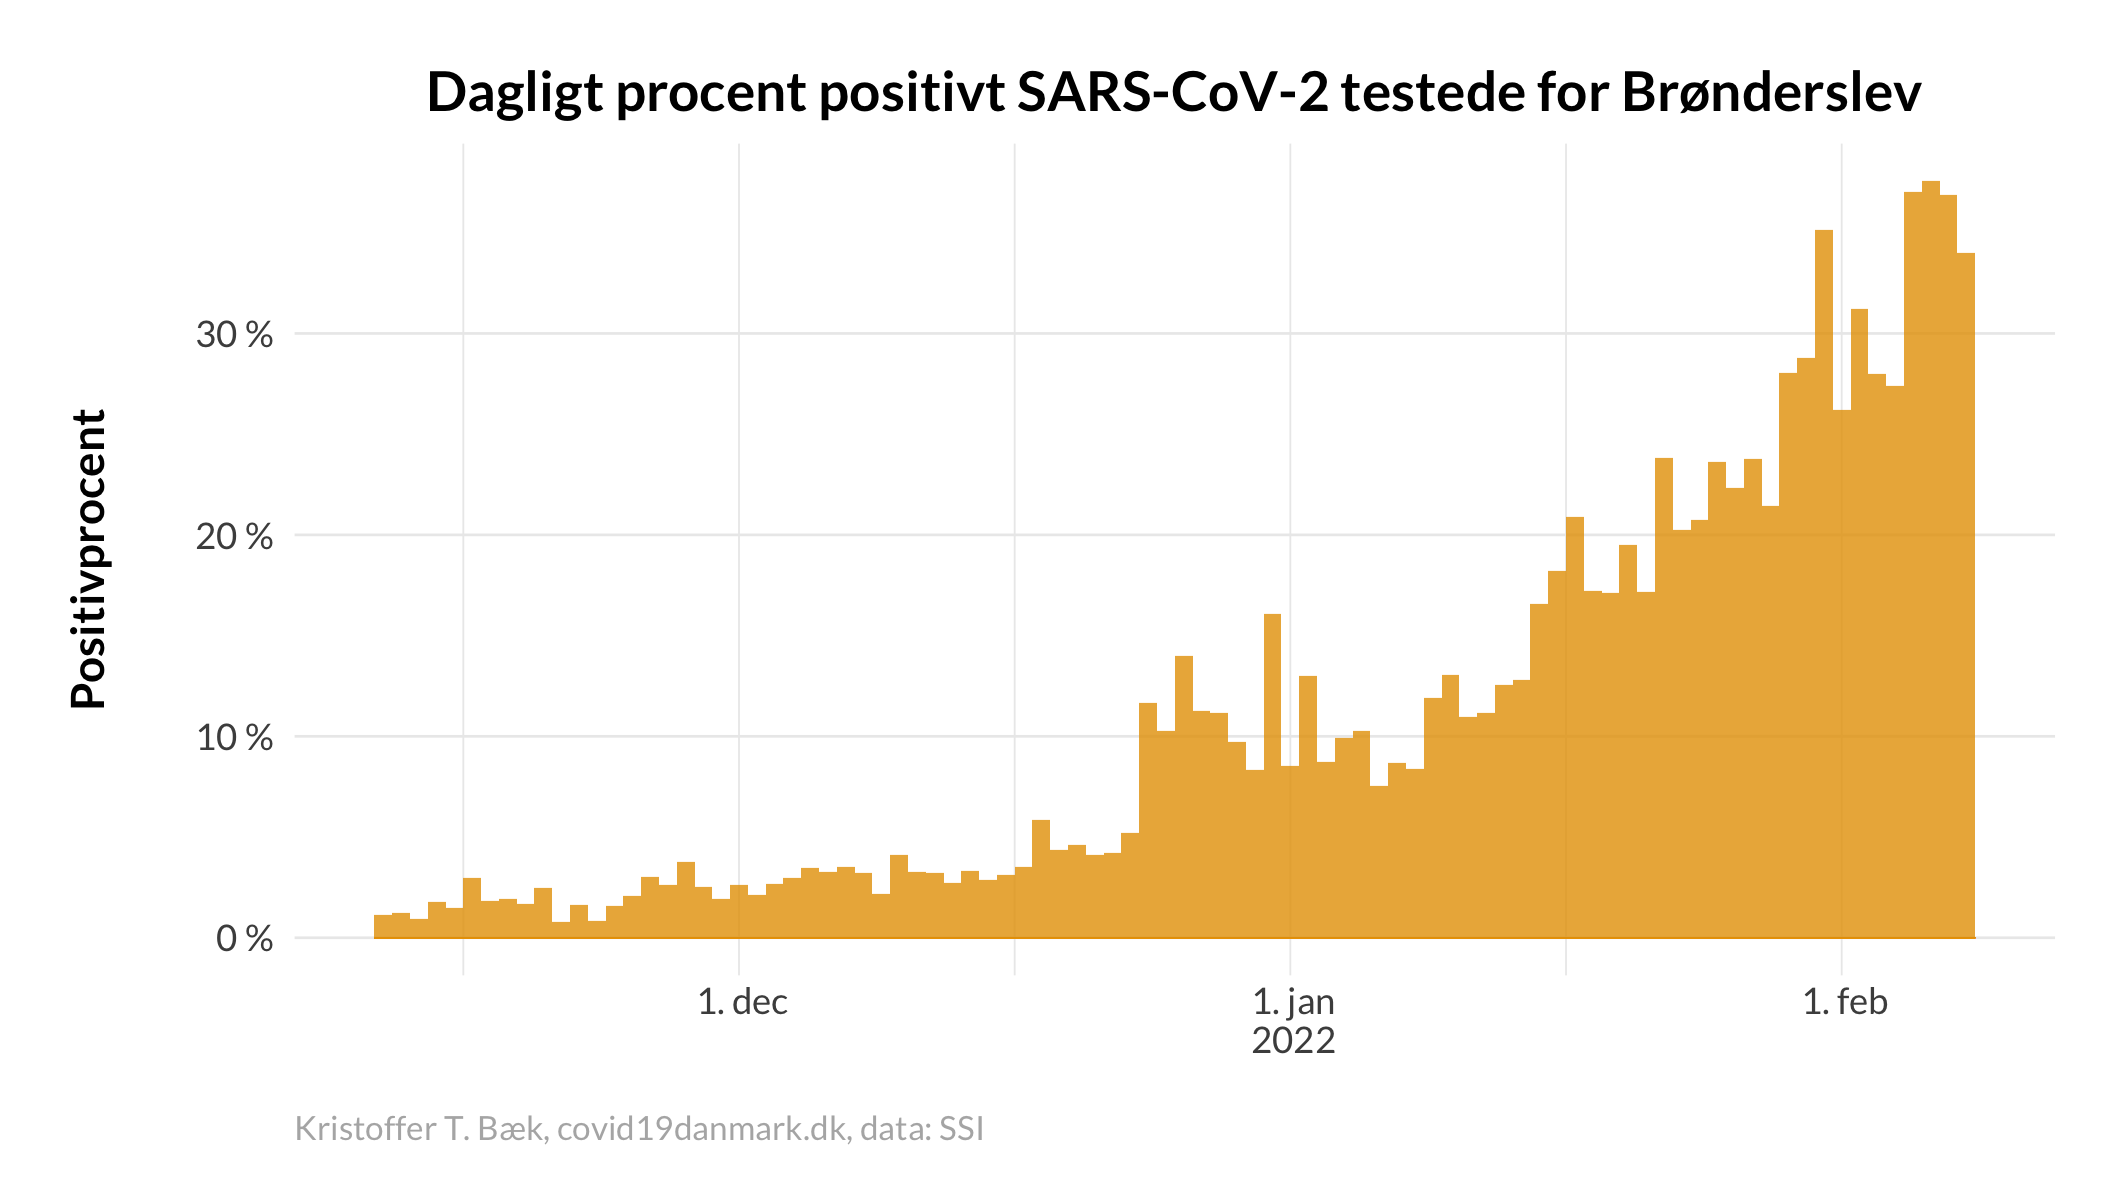 Dagligt procent positivt SARS-CoV-2 testede for Brønderslev
Positivprocent
30 %
20 %
10 %
0 %
1. dec
1. jan
2022
1. feb
Kristoffer T. Bæk, covid19danmark.dk, data: SSI